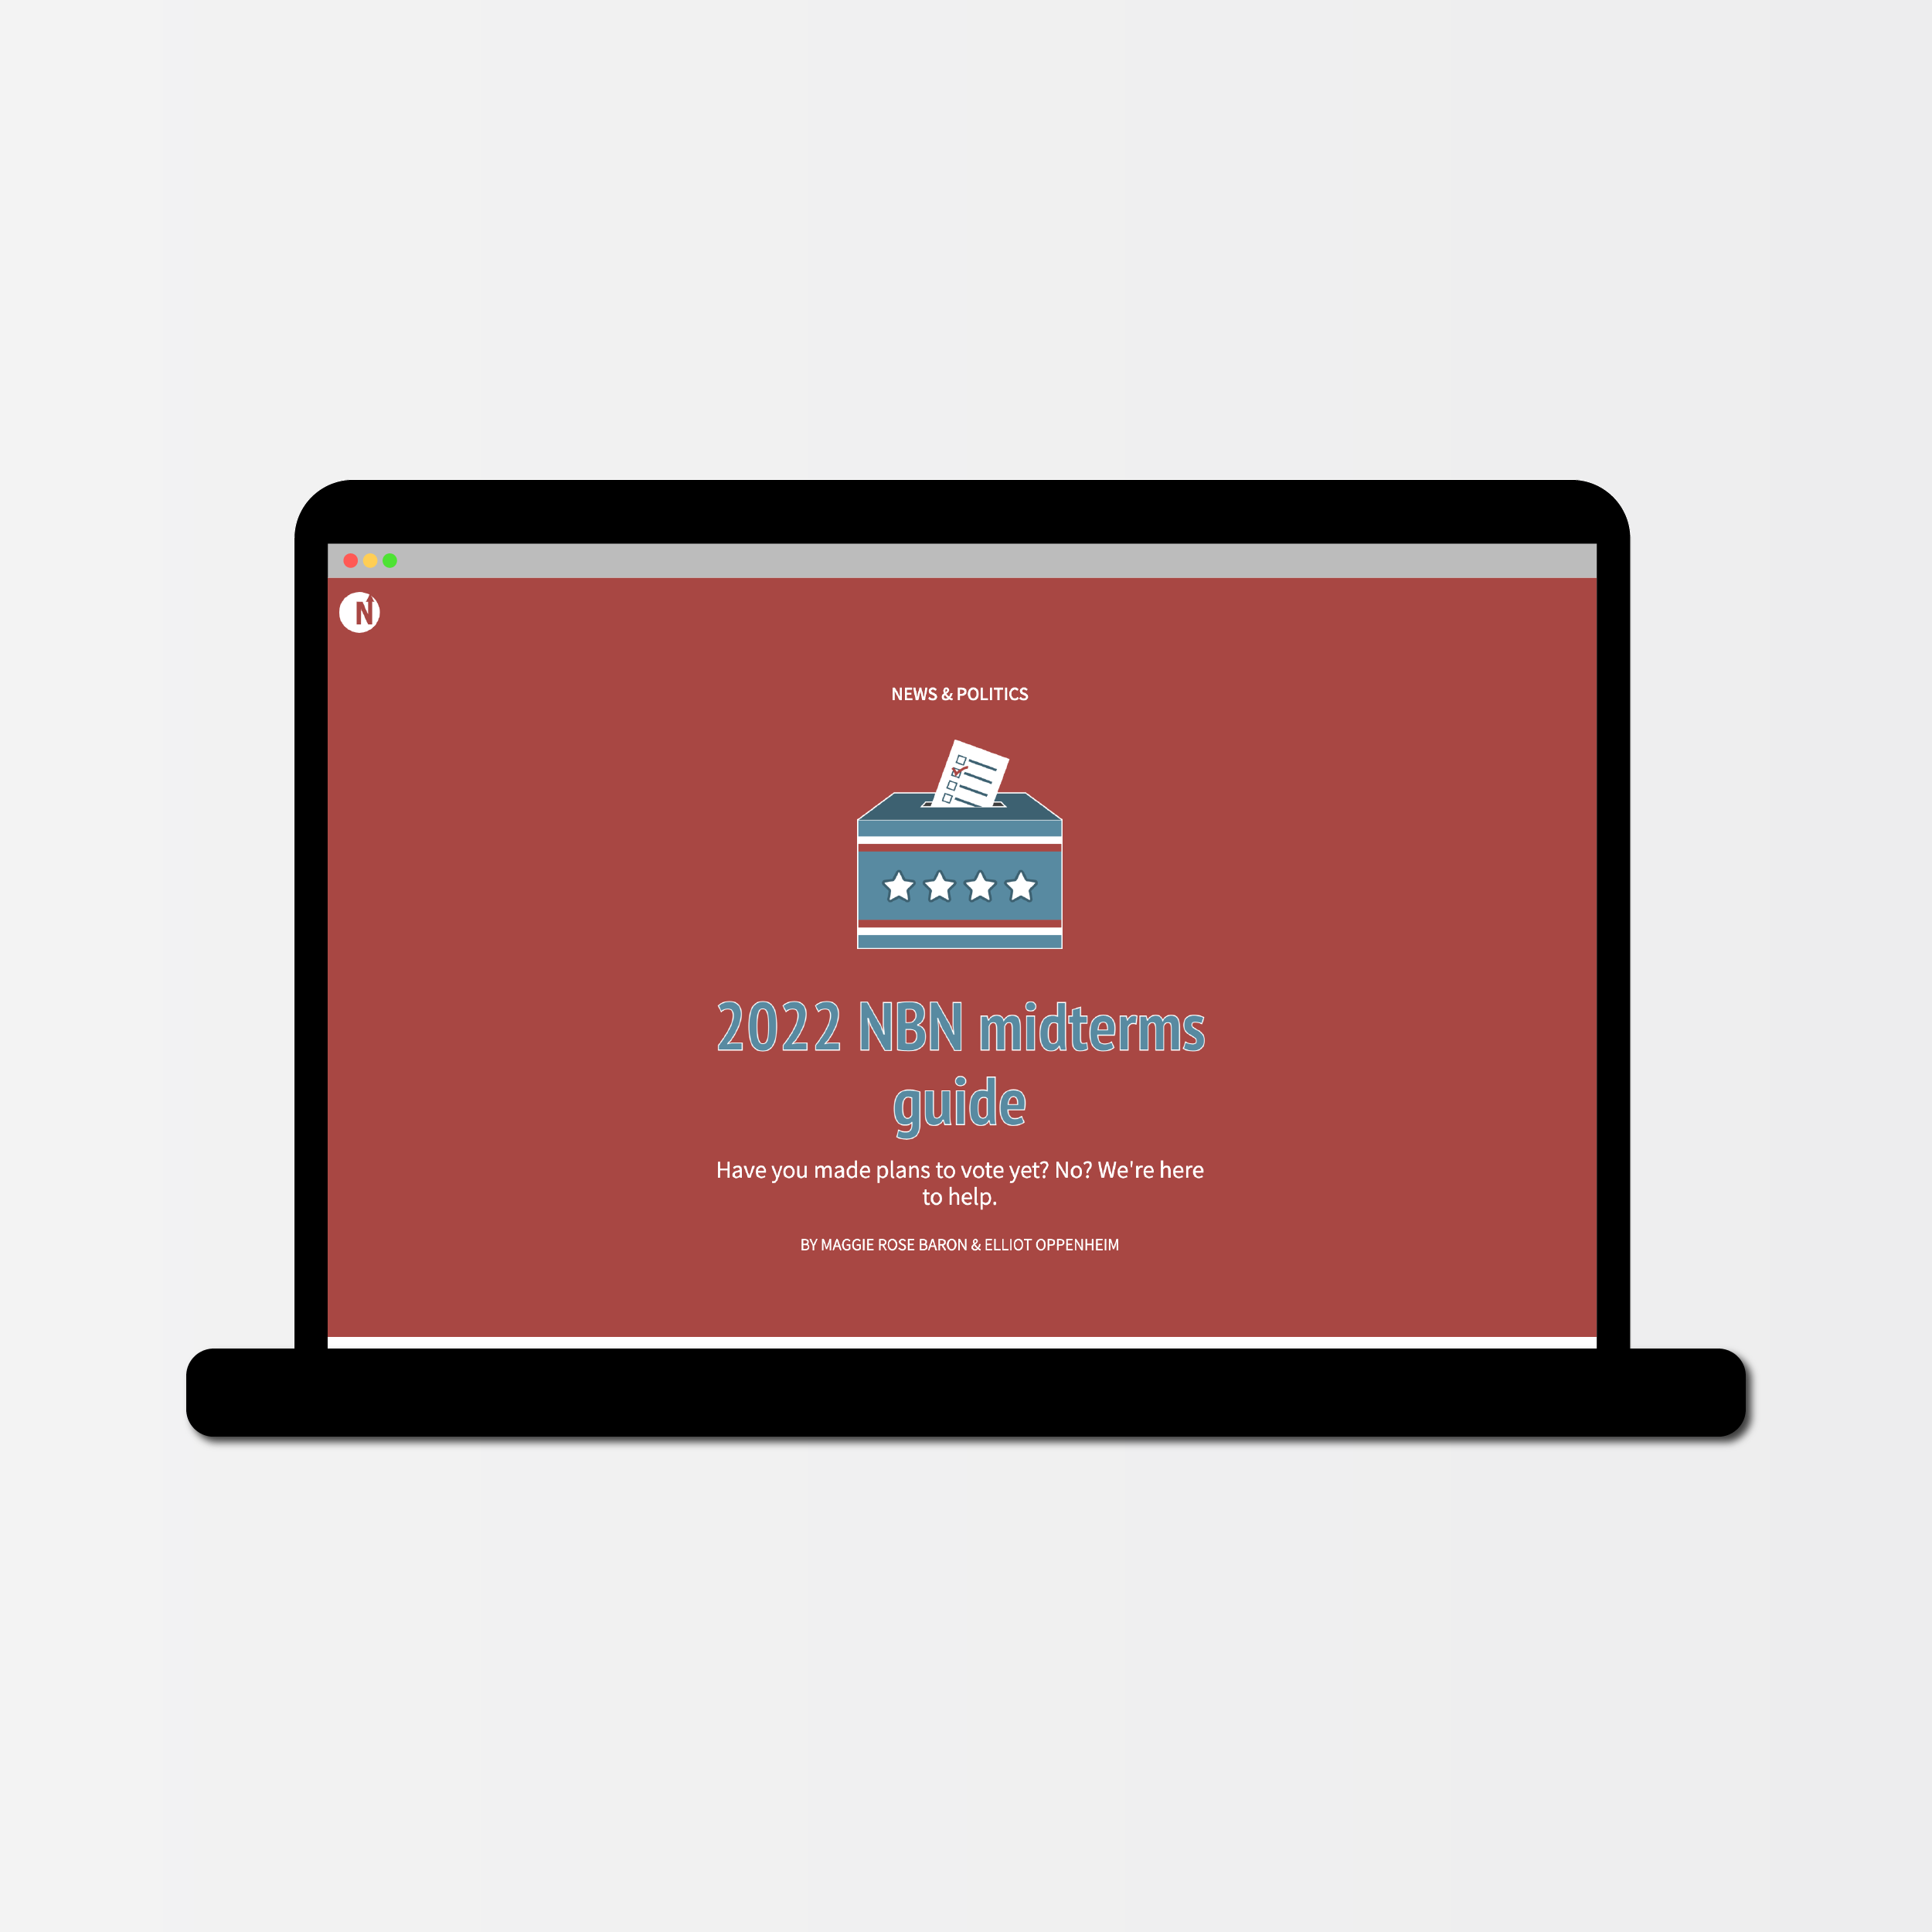 N
NEWS & POLITICS
2022 NBN midterms
guide
Have you made plans to vote yet? No? We're here
to help.
BY MAGGIE ROSE BARON & ELLIOT OPPENHEIM